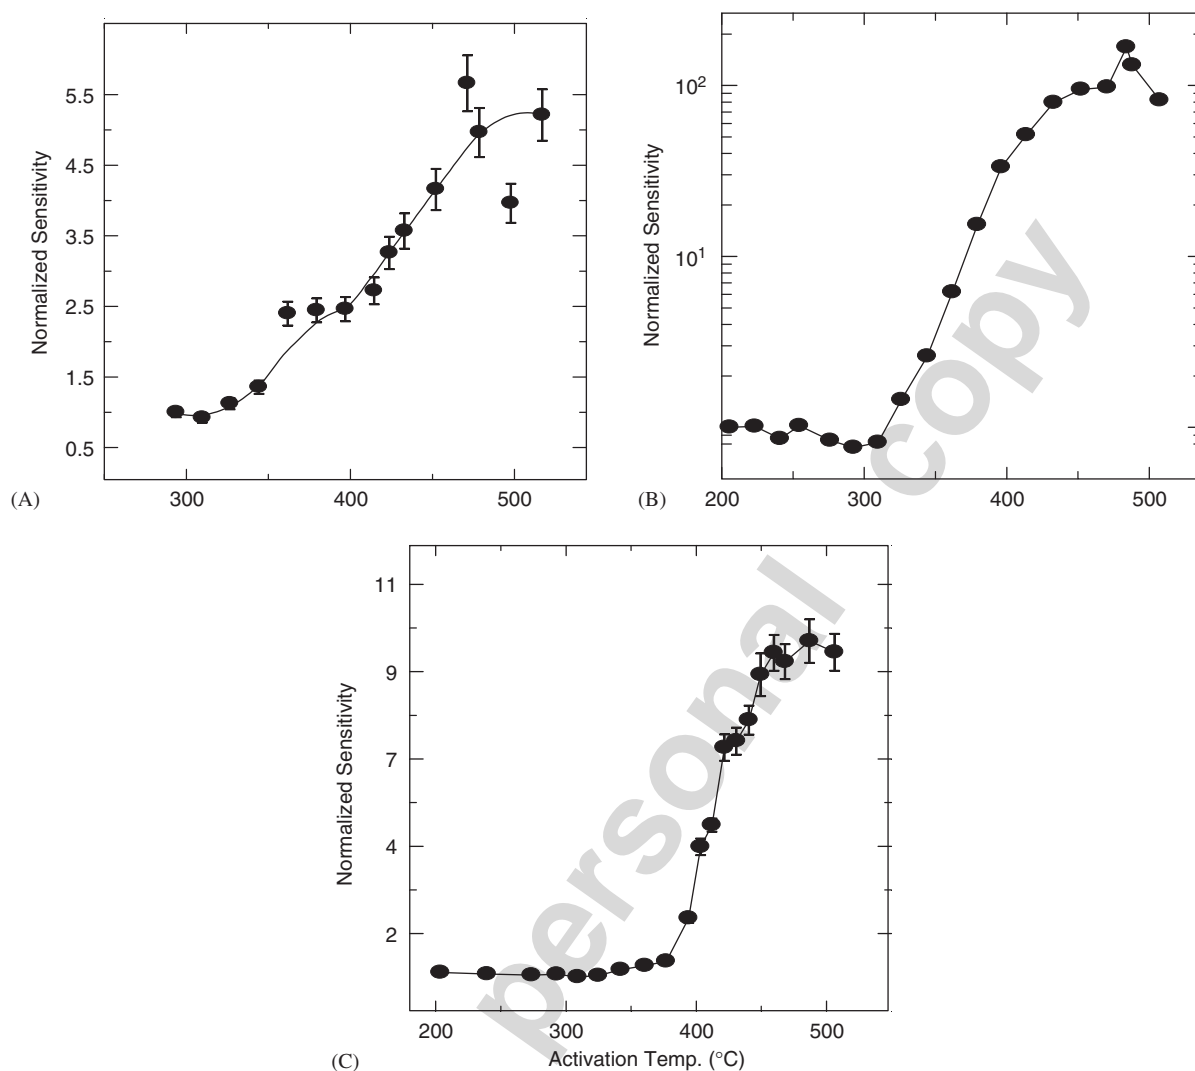 5.5
4.5
3.5
2.5
1.5
0.5
Normalized Sensitivity
300
400
500
(A)
10²
10¹
Normalized Sensitivity
200
300
400
500
(B)
copy
11
9
7
4
2
Normalized Sensitivity
200
300
400
500
Activation Temp. (°C)
(C)
personal